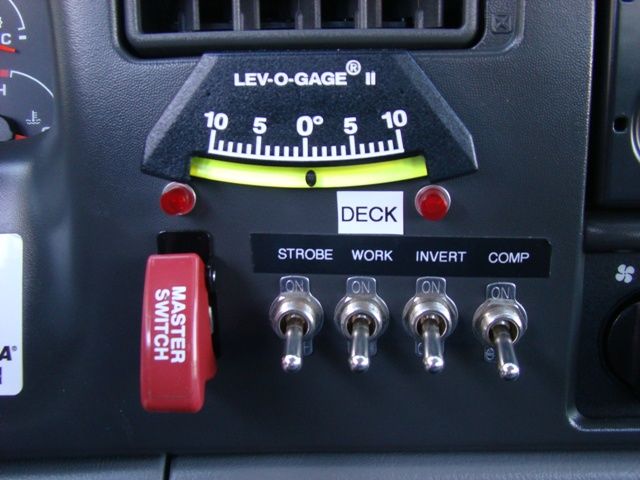 C
H
LEV-O-GAGE® II
10 5 0° 5 10
DECK
STROBE WORK INVERT COMP
ON ON ON ON
MASTER
SWITCH
A®